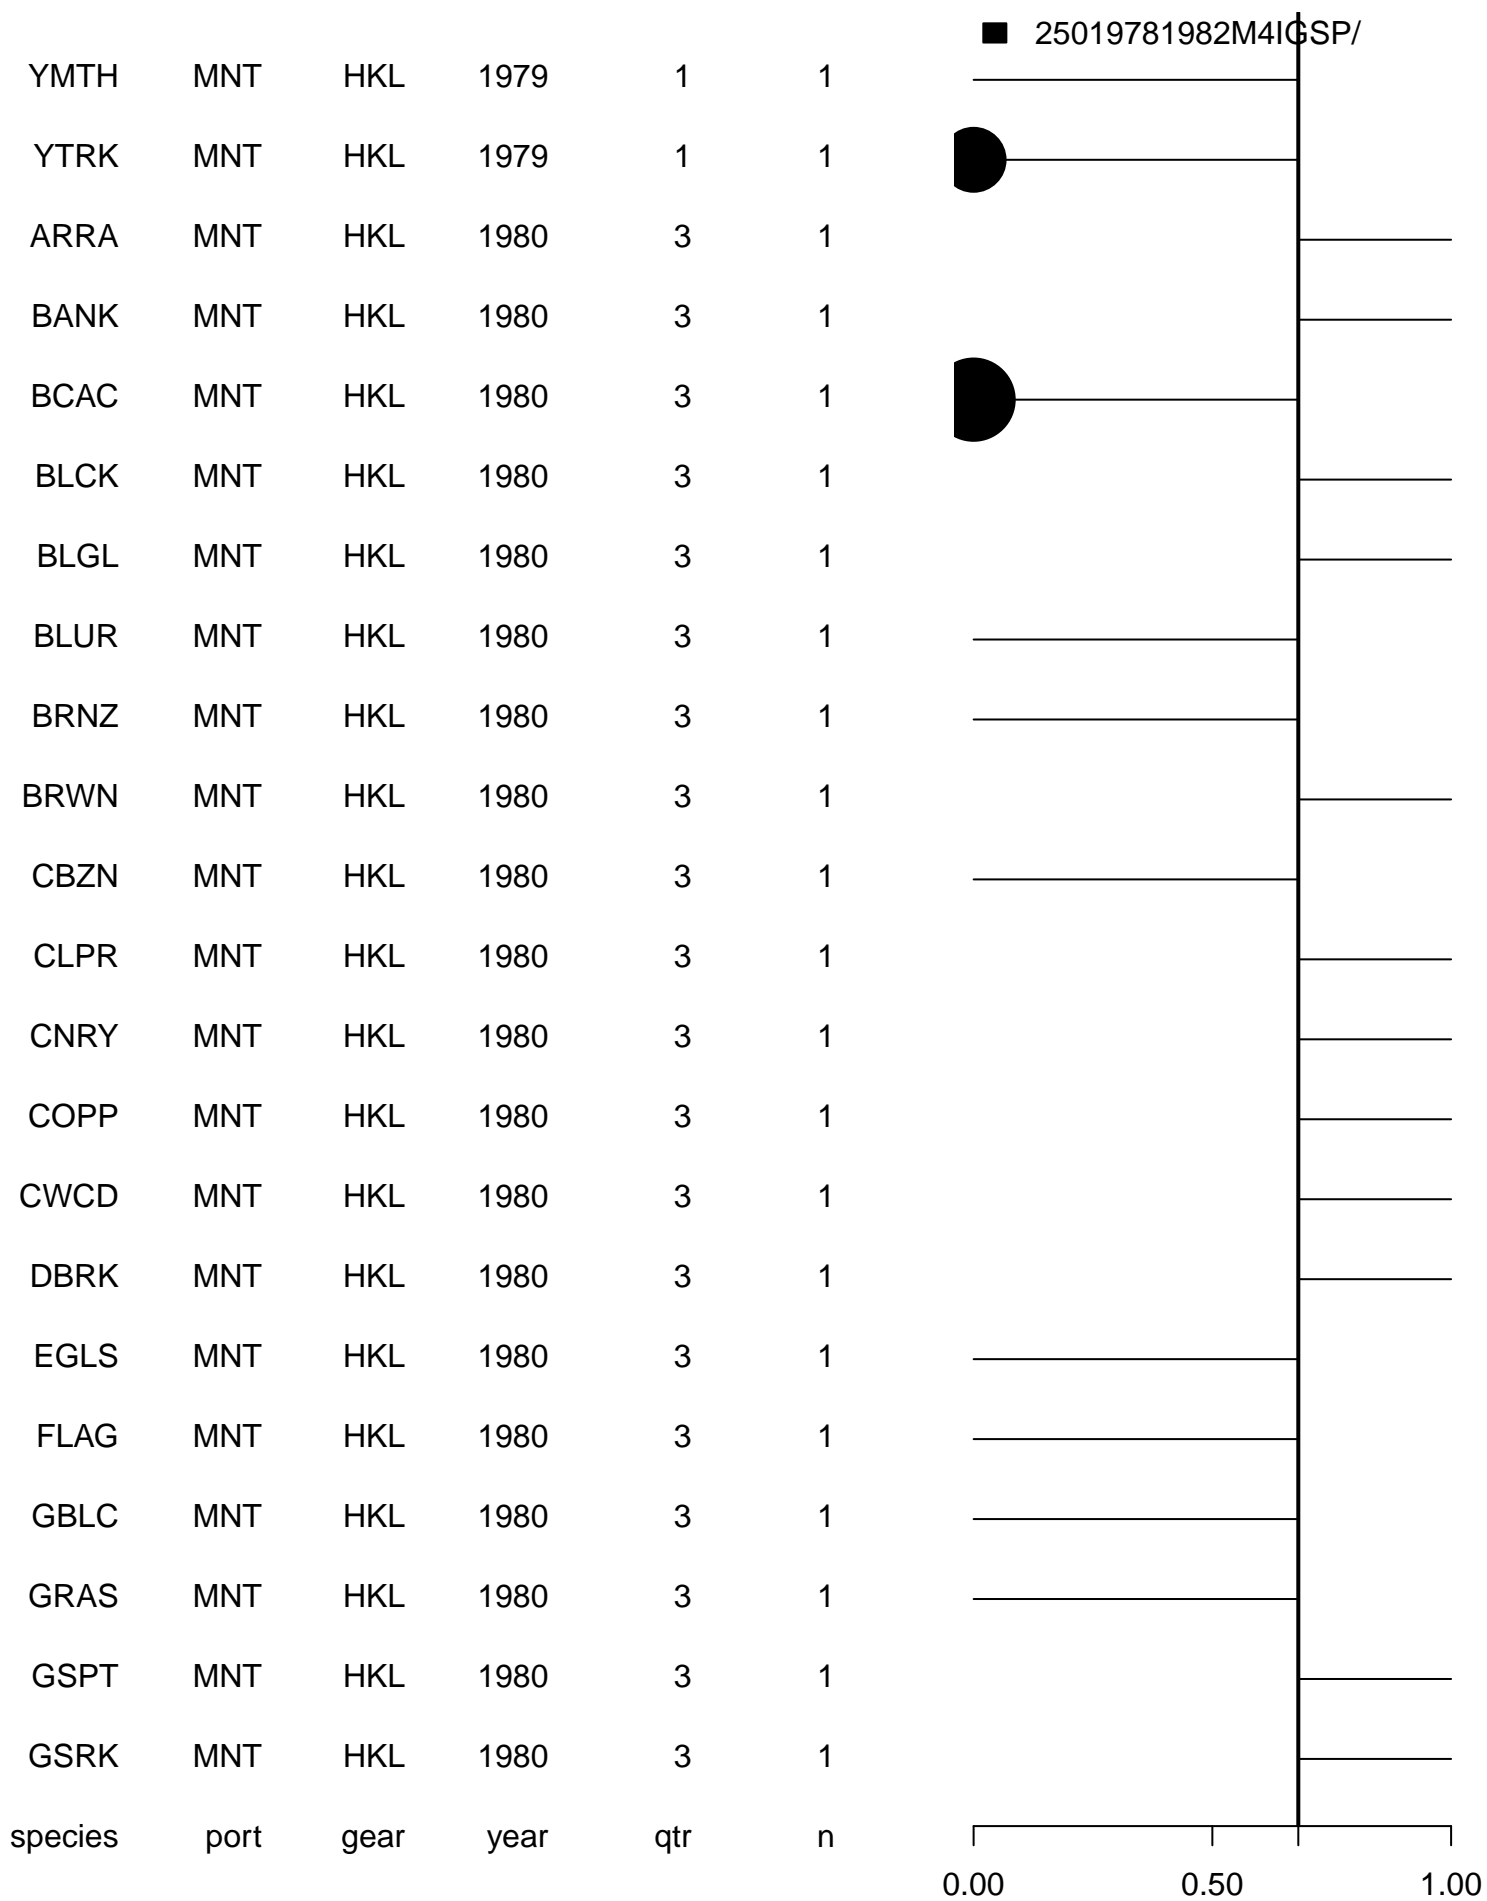 25019781982M4IGSP/
YMTH MNT HKL 1979 1 1
YTRK MNT HKL 1979 1 1
ARRA MNT HKL 1980 3 1
BANK MNT HKL 1980 3 1
BCAC MNT HKL 1980 3 1
BLCK MNT HKL 1980 3 1
BLGL MNT HKL 1980 3 1
BLUR MNT HKL 1980 3 1
BRNZ MNT HKL 1980 3 1
BRWN MNT HKL 1980 3 1
CBZN MNT HKL 1980 3 1
CLPR MNT HKL 1980 3 1
CNRY MNT HKL 1980 3 1
COPP MNT HKL 1980 3 1
CWCD MNT HKL 1980 3 1
DBRK MNT HKL 1980 3 1
EGLS MNT HKL 1980 3 1
FLAG MNT HKL 1980 3 1
GBLC MNT HKL 1980 3 1
GRAS MNT HKL 1980 3 1
GSPT MNT HKL 1980 3 1
GSRK MNT HKL 1980 3 1
species port gear year qtr n
0.00 0.50 1.00